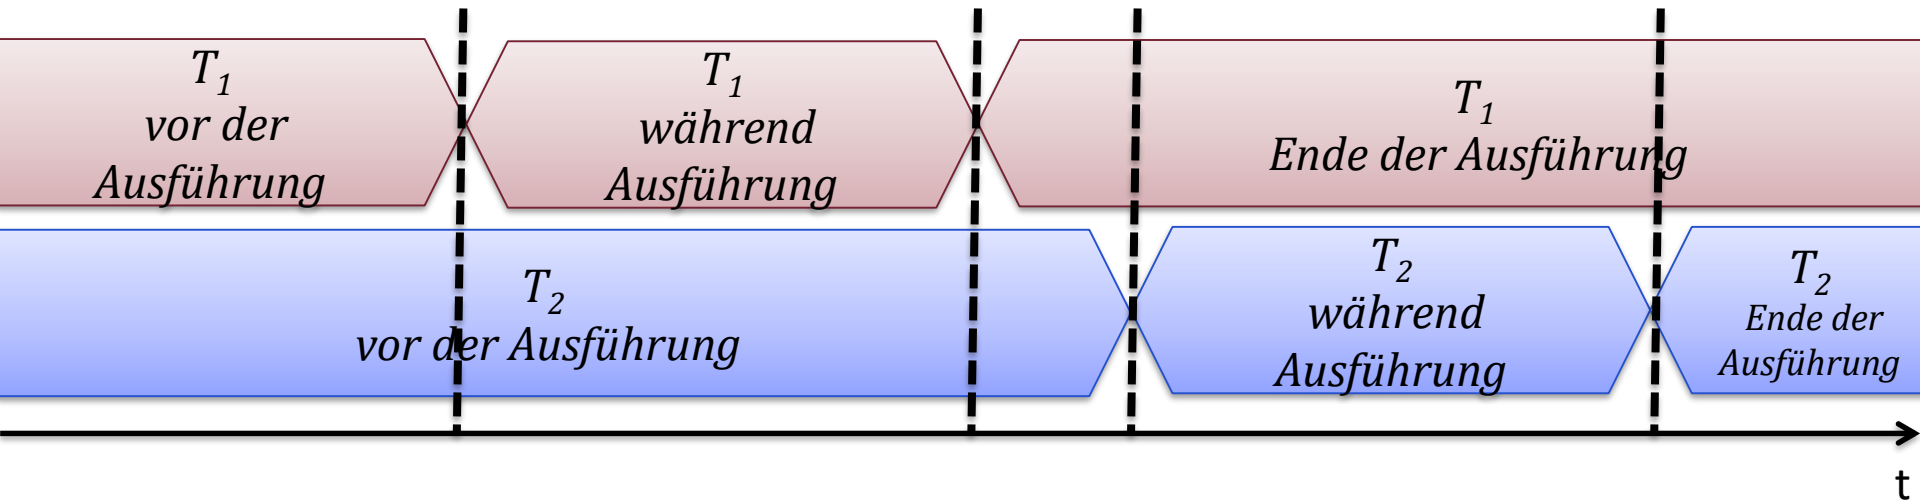 T₁
vor der
Ausführung
T₁
während
Ausführung
T₁
Ende der Ausführung
T₂
vor der Ausführung
T₂
während
Ausführung
T₂
Ende der
Ausführung
t